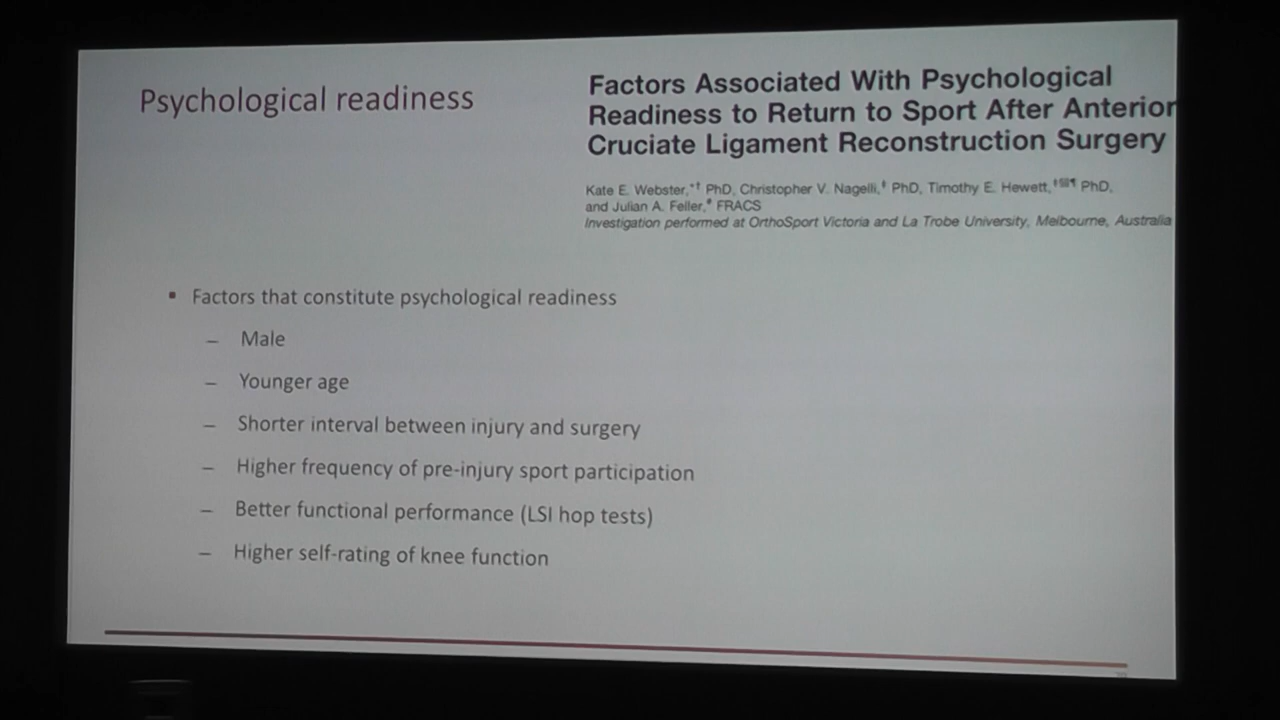 Psychological readiness
Factors Associated With Psychological
Readiness to Return to Sport After Anterior
Cruciate Ligament Reconstruction Surgery
Kate E. Webster,*† PhD, Christopher V. Nagelli,‡ PhD, Timothy E. Hewett, PhD,
and Julian A. Feller, FRACS
Investigation performed at OrthoSport Victoria and La Trobe University, Melbourne, Australia
▪ Factors that constitute psychological readiness
– Male
– Younger age
– Shorter interval between injury and surgery
– Higher frequency of pre-injury sport participation
– Better functional performance (LSI hop tests)
– Higher self-rating of knee function